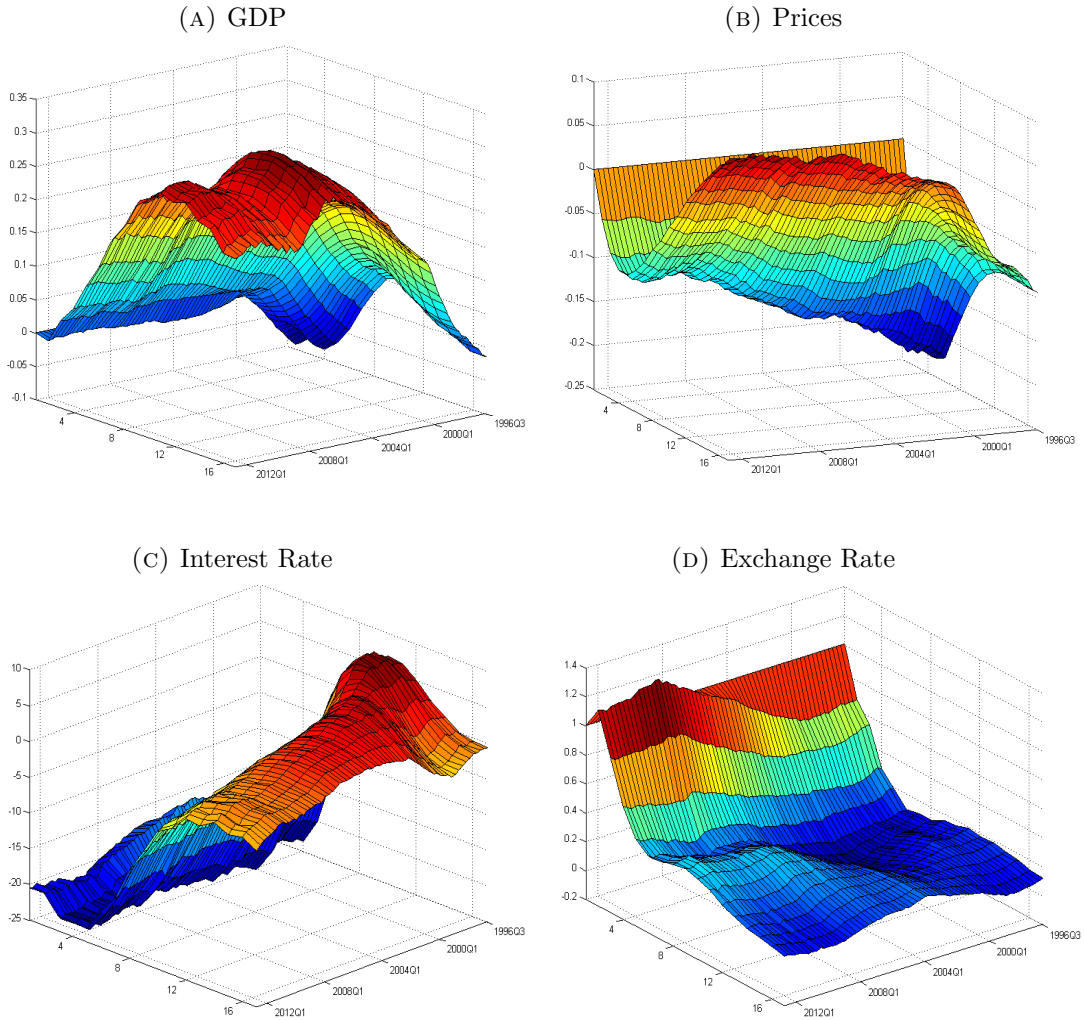 (A) GDP
0.35
0.3
0.25
0.2
0.15
0.1
0.05
0
-0.05
-0.1
4
8
12
16
2012Q1
2008Q1
2004Q1
2000Q1
1996Q3
(B) Prices
0.1
0.05
0
-0.05
-0.1
-0.15
-0.2
-0.25
4
8
12
16
2012Q1
2008Q1
2004Q1
2000Q1
1996Q3
(C) Interest Rate
10
5
0
-5
-10
-15
-20
-25
4
8
12
16
2012Q1
2008Q1
2004Q1
2000Q1
1996Q3
(D) Exchange Rate
1.4
1.2
1
0.8
0.6
0.4
0.2
0
-0.2
4
8
12
16
2012Q1
2008Q1
2004Q1
2000Q1
1996Q3